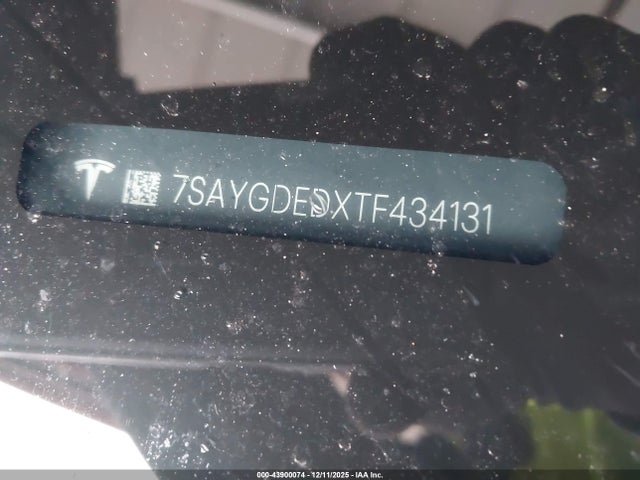 7SAYGDEDXTF434131
000-43900074 - 12/11/2025 - IAA Inc.